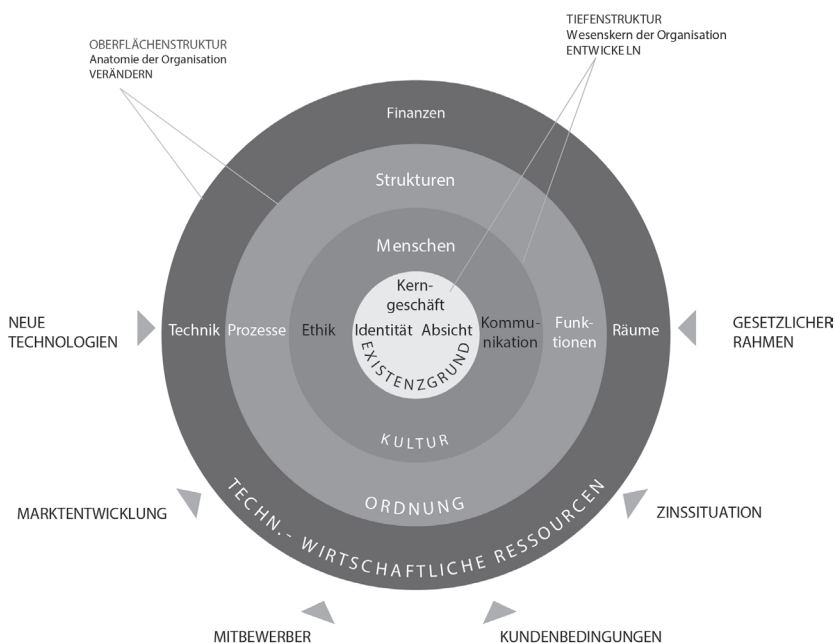 TIEFENSTRUKTUR
Wesenskern der Organisation
ENTWICKELN
OBERFLÄCHENSTRUKTUR
Anatomie der Organisation
VERÄNDERN
Finanzen
Strukturen
Menschen
Kern-
geschäft
NEUE
TECHNOLOGIEN
Technik
Prozesse
Ethik
Identität
Absicht
Kommu-
nikation
Funk-
tionen
Räume
GESETZLICHER
RAHMEN
EXISTENZGRUND
KULTUR
ORDNUNG
TECHN.- WIRTSCHAFTLICHE RESSOURCEN
MARKTENTWICKLUNG
ZINSSITUATION
MITBEWERBER
KUNDENBEDINGUNGEN